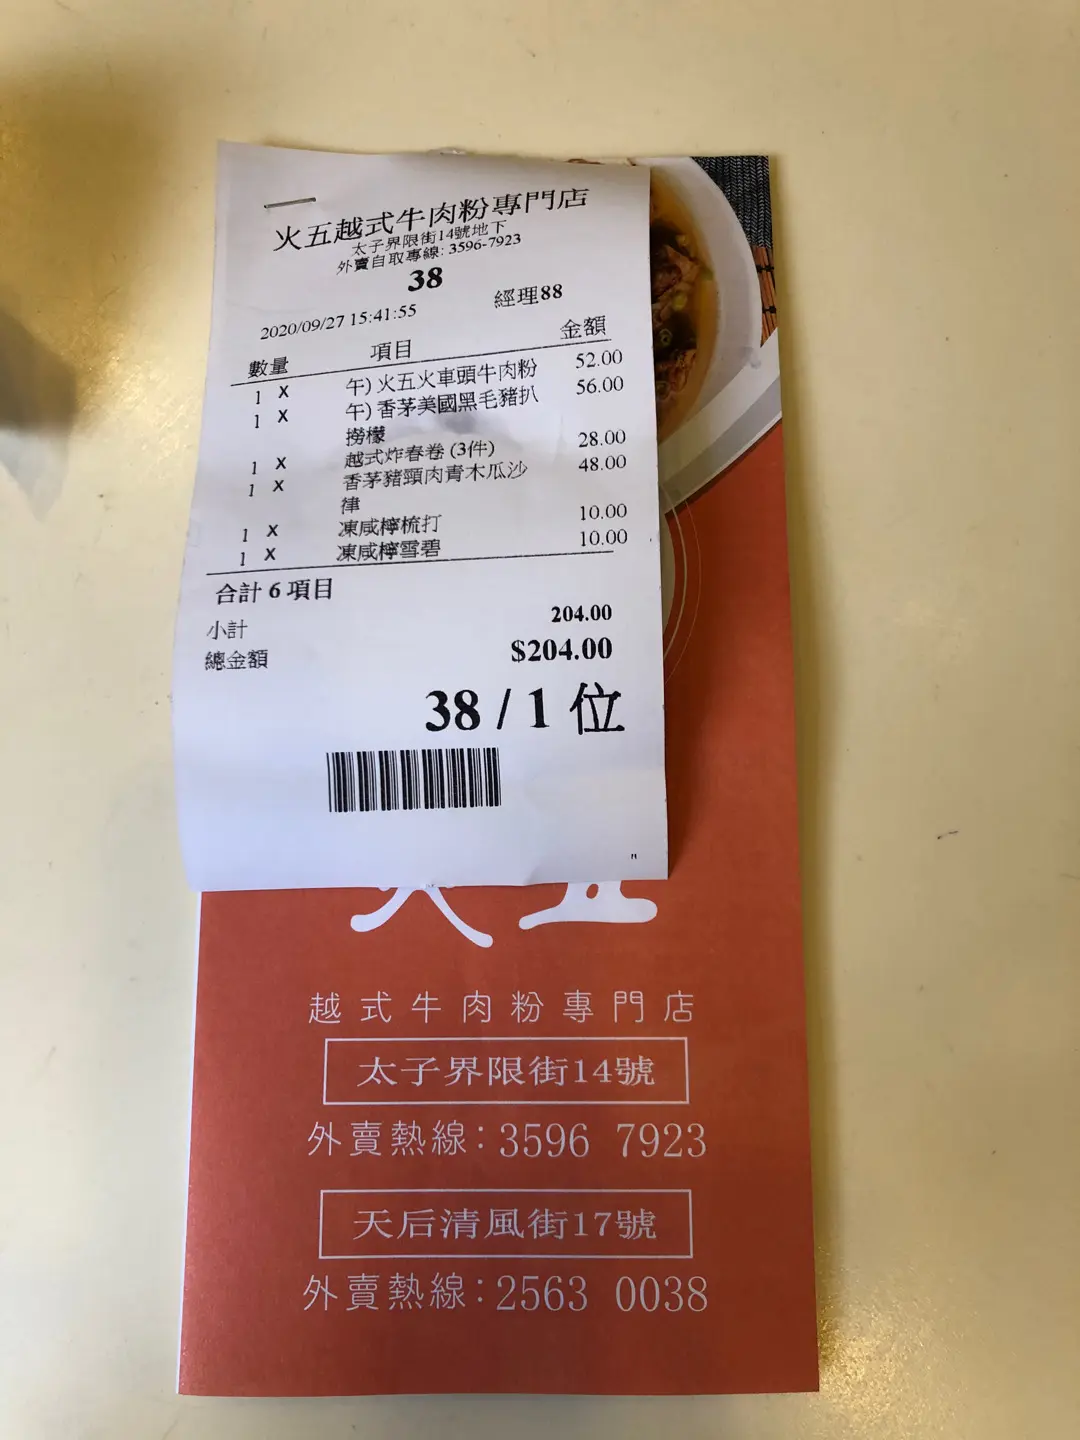 火五越式牛肉粉專門店
太子界限街14號地下
外賣自取專線: 3596-7923
38
2020/09/27 15:41:55 經理88
數量 項目 金額
1 X 午) 火五火車頭牛肉粉 52.00
1 X 午) 香茅美國黑毛豬扒 56.00
撈檬
1 X 越式炸春卷 (3件) 28.00
1 X 香茅豬頸肉青木瓜沙 48.00
律
1 X 凍咸檸梳打 10.00
1 X 凍咸檸雪碧 10.00
合計 6 項目
小計 204.00
總金額 $204.00
38 / 1 位
火五
越式牛肉粉專門店
太子界限街14號
外賣熱線：3596 7923
天后清風街17號
外賣熱線：2563 0038